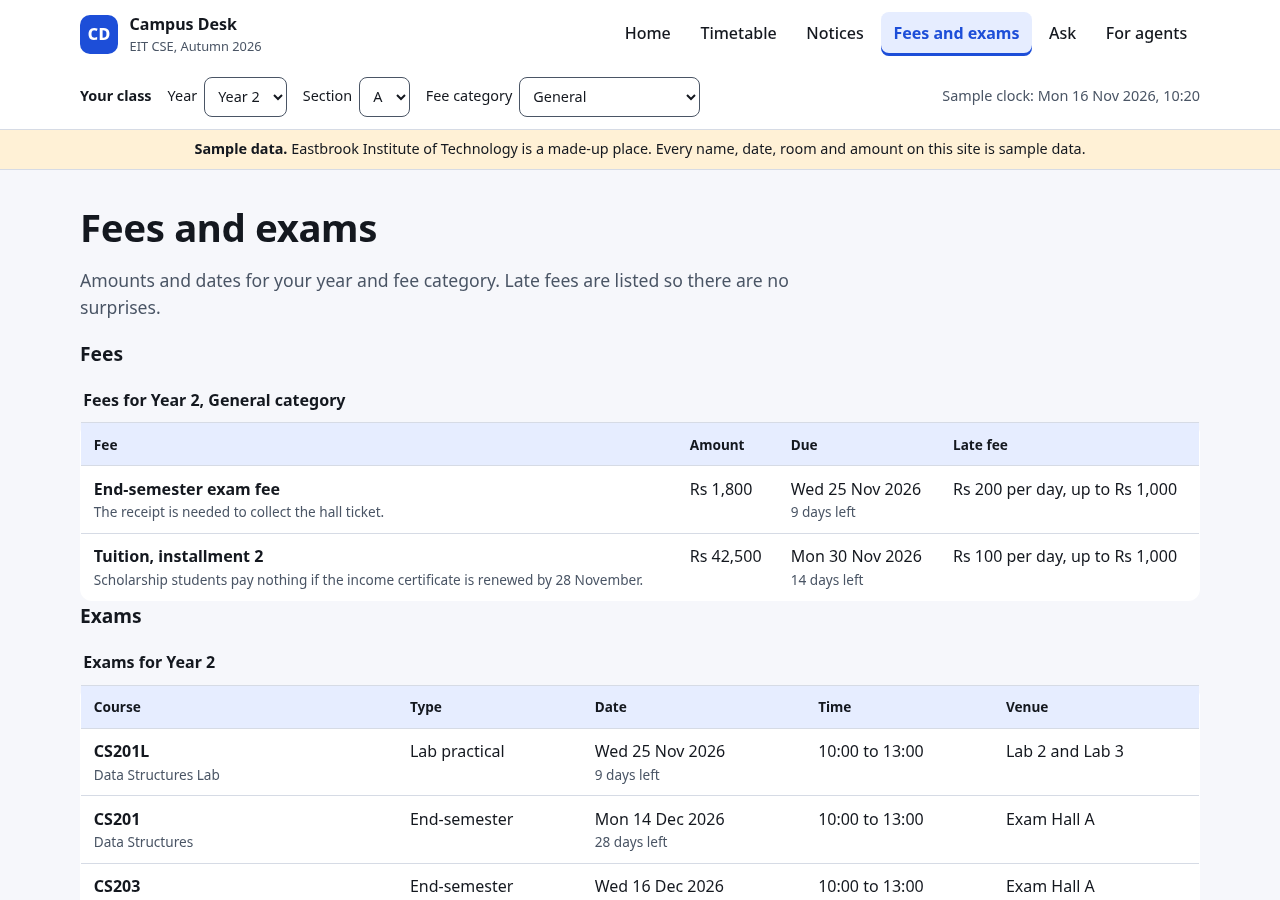 CD
Campus Desk
EIT CSE, Autumn 2026
Home Timetable Notices Fees and exams Ask For agents
Your class Year Year 2 Section A Fee category General Sample clock: Mon 16 Nov 2026, 10:20
Sample data. Eastbrook Institute of Technology is a made-up place. Every name, date, room and amount on this site is sample data.
Fees and exams
Amounts and dates for your year and fee category. Late fees are listed so there are no
surprises.
Fees
Fees for Year 2, General category
Fee Amount Due Late fee
End-semester exam fee Rs 1,800 Wed 25 Nov 2026 Rs 200 per day, up to Rs 1,000
The receipt is needed to collect the hall ticket. 9 days left
Tuition, installment 2 Rs 42,500 Mon 30 Nov 2026 Rs 100 per day, up to Rs 1,000
Scholarship students pay nothing if the income certificate is renewed by 28 November. 14 days left
Exams
Exams for Year 2
Course Type Date Time Venue
CS201L Lab practical Wed 25 Nov 2026 10:00 to 13:00 Lab 2 and Lab 3
Data Structures Lab 9 days left
CS201 End-semester Mon 14 Dec 2026 10:00 to 13:00 Exam Hall A
Data Structures 28 days left
CS203 End-semester Wed 16 Dec 2026 10:00 to 13:00 Exam Hall A